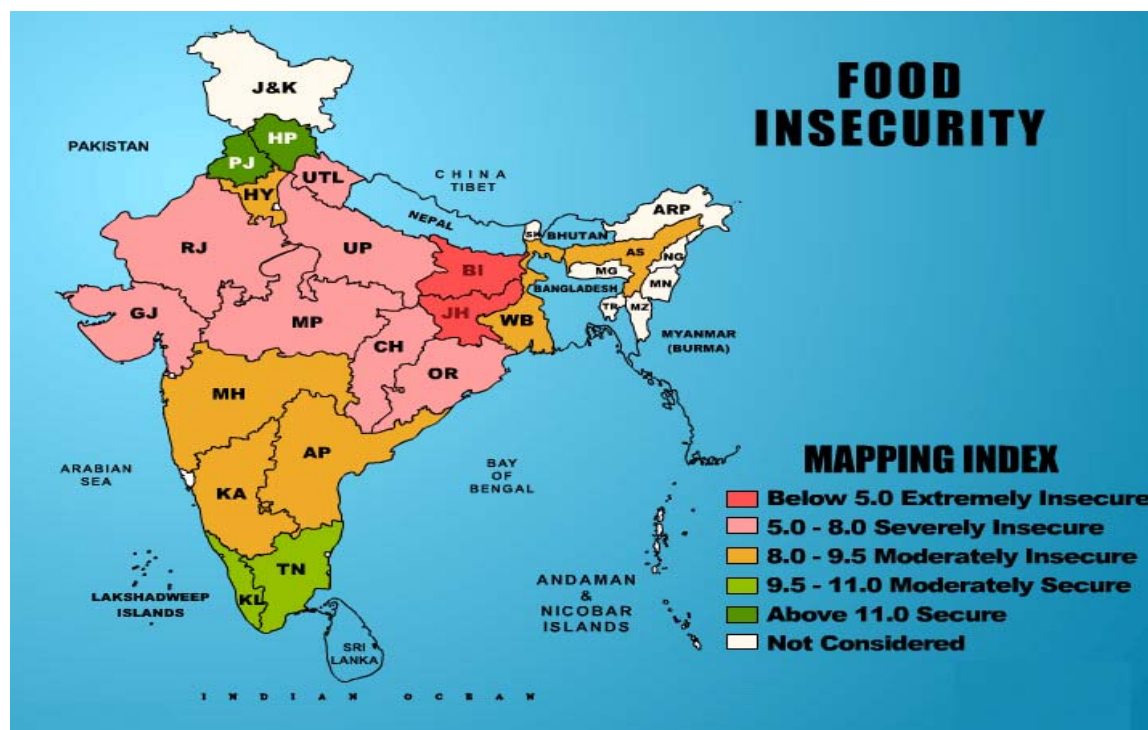 FOOD
INSECURITY
J&K
HP
PJ
UTL
HY
RJ
UP
BI
JH
GJ
MP
CH
OR
WB
MH
AP
KA
TN
KL
SK
ARP
AS
NG
MG
MN
TR
MZ
PAKISTAN
CHINA
TIBET
NEPAL
BHUTAN
BANGLADESH
MYANMAR
(BURMA)
ARABIAN
SEA
BAY
OF
BENGAL
LAKSHADWEEP
ISLANDS
ANDAMAN
&
NICOBAR
ISLANDS
SRI
LANKA
INDIAN OCEAN
MAPPING INDEX
Below 5.0 Extremely Insecure
5.0 - 8.0 Severely Insecure
8.0 - 9.5 Moderately Insecure
9.5 - 11.0 Moderately Secure
Above 11.0 Secure
Not Considered